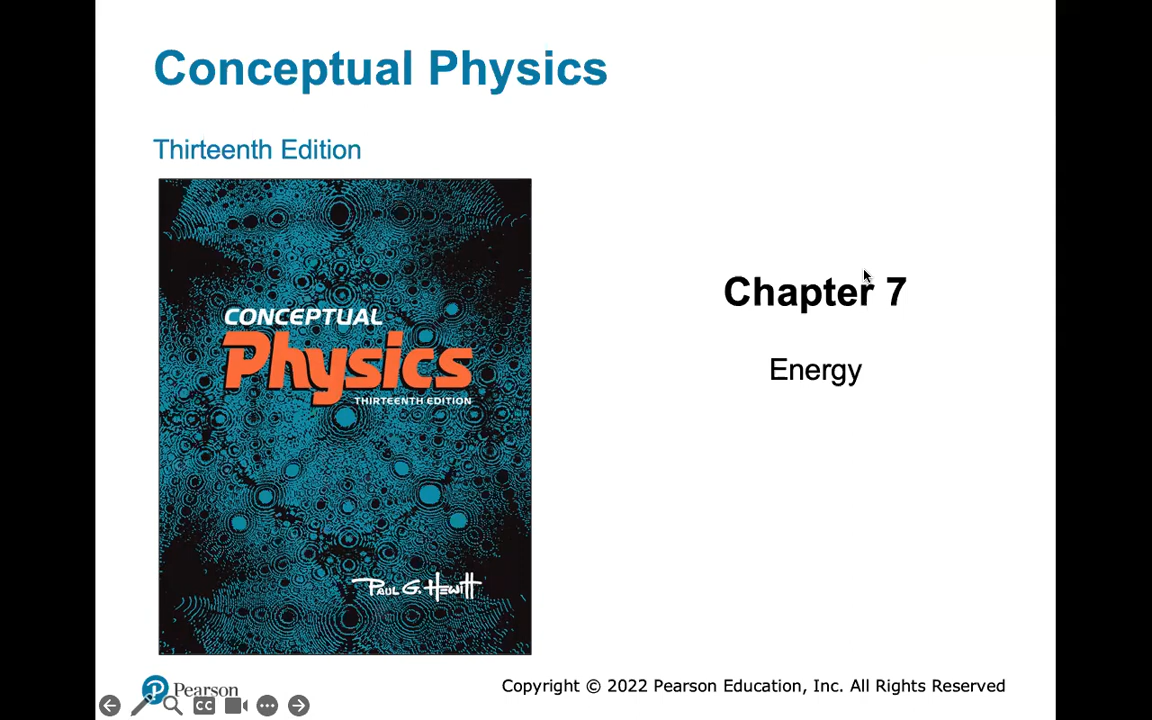 Conceptual Physics
Thirteenth Edition
CONCEPTUAL
Physics
THIRTEENTH EDITION
PAUL G. HEWITT
Chapter 7
Energy
Pearson
Copyright © 2022 Pearson Education, Inc. All Rights Reserved
CC